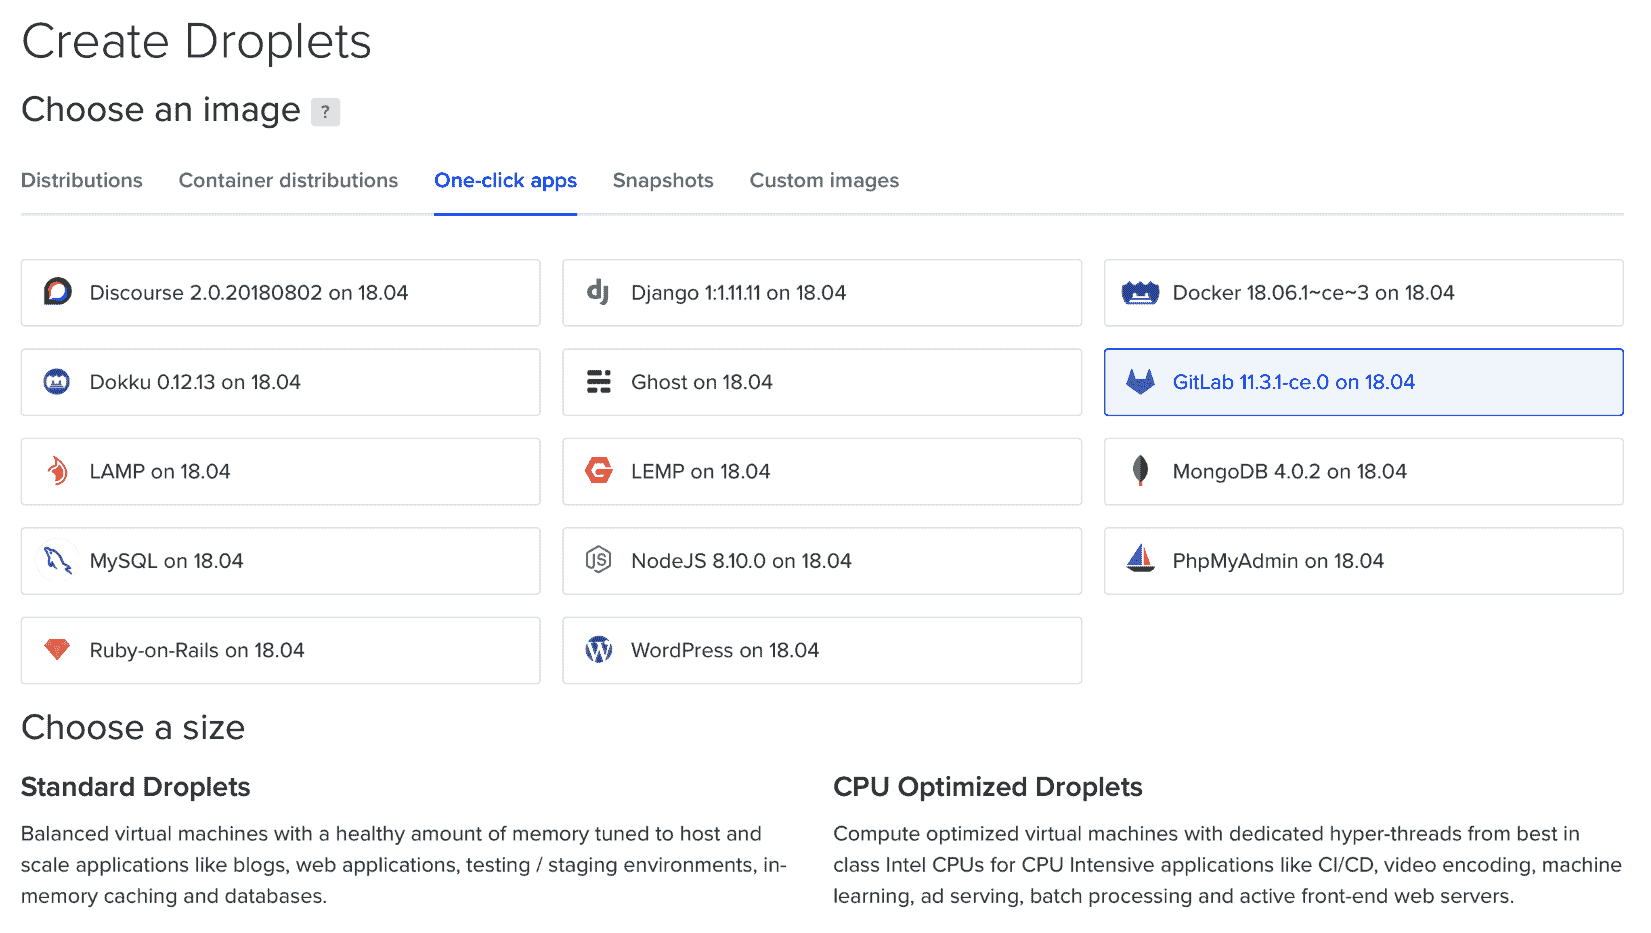 Create Droplets
Choose an image ?
Distributions Container distributions One-click apps Snapshots Custom images
Discourse 2.0.20180802 on 18.04
dj Django 1:1.11.11 on 18.04
Docker 18.06.1~ce~3 on 18.04
Dokku 0.12.13 on 18.04
Ghost on 18.04
GitLab 11.3.1-ce.0 on 18.04
LAMP on 18.04
LEMP on 18.04
MongoDB 4.0.2 on 18.04
MySQL on 18.04
JS NodeJS 8.10.0 on 18.04
PhpMyAdmin on 18.04
Ruby-on-Rails on 18.04
WordPress on 18.04
Choose a size
Standard Droplets
Balanced virtual machines with a healthy amount of memory tuned to host and
scale applications like blogs, web applications, testing / staging environments, in-
memory caching and databases.
CPU Optimized Droplets
Compute optimized virtual machines with dedicated hyper-threads from best in
class Intel CPUs for CPU Intensive applications like CI/CD, video encoding, machine
learning, ad serving, batch processing and active front-end web servers.